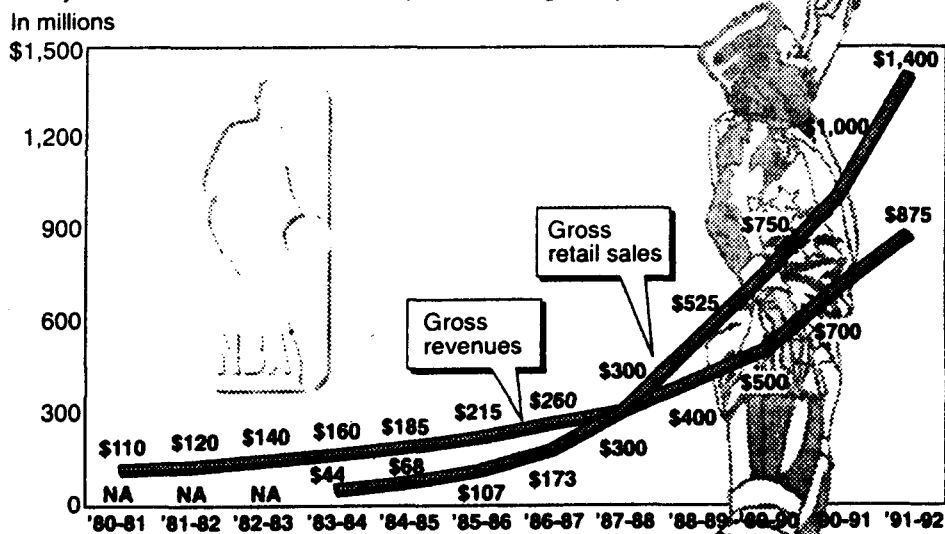 In millions
$1,500
1,200
900
600
300
0
Gross
retail sales
Gross
revenues
$110 $120 $140 $160 $185 $215 $260 $300 $400 $500 $700 $875
NA NA NA $44 $68 $107 $173 $300 $525 $750 $1,000 $1,400
'80-81 '81-82 '82-83 '83-84 '84-85 '85-86 '86-87 '87-88 '88-89 '89-90 '90-91 '91-92
NBA